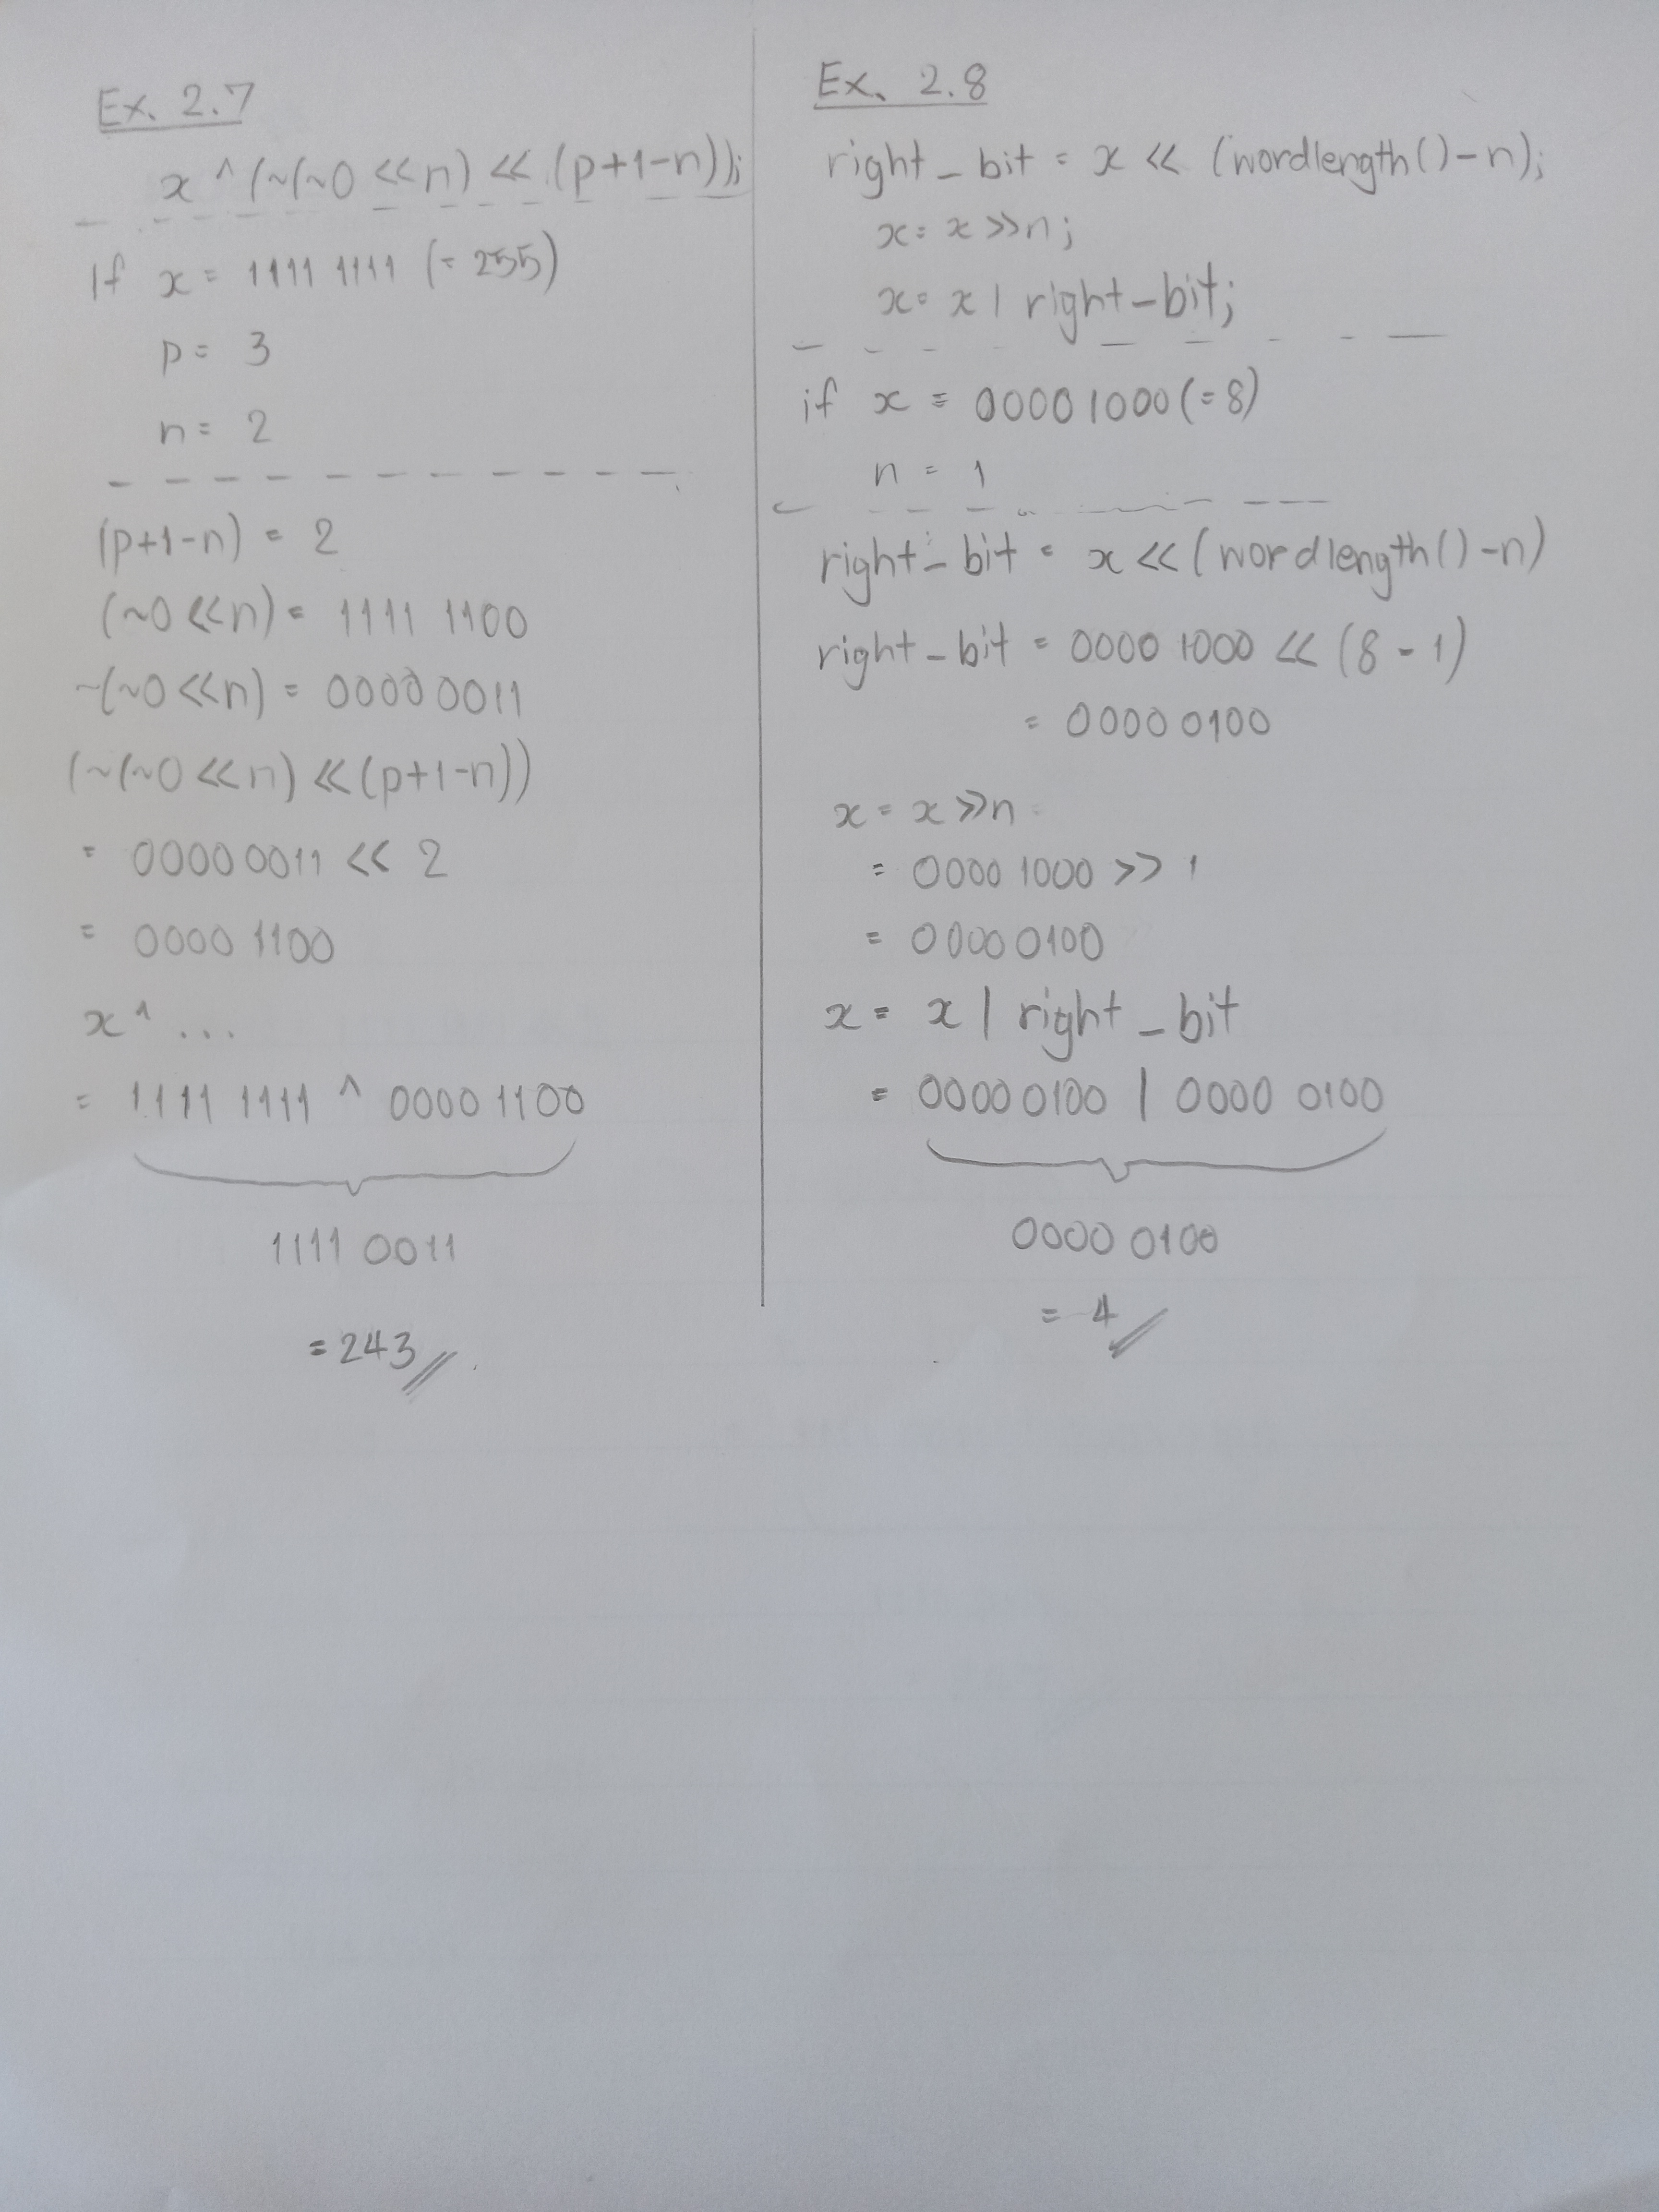 Ex. 2.7
x ^ (~(~0 << n) << (p+1-n));
If x = 1111 1111 (= 255)
p = 3
n = 2
(p+1-n) = 2
(~0 << n) = 1111 1100
~(~0 << n) = 0000 0011
(~(~0 << n) << (p+1-n))
= 0000 0011 << 2
= 0000 1100
x ^ ...
= 1111 1111 ^ 0000 1100
1111 0011
= 243
Ex. 2.8
right_bit = x << (wordlength()-n);
x = x >> n;
x = x | right_bit;
if x = 0000 1000 (= 8)
n = 1
right_bit = x << (wordlength()-n)
right_bit = 0000 1000 << (8 - 1)
= 0000 0100
x = x >> n
= 0000 1000 >> 1
= 0000 0100
x = x | right_bit
= 0000 0100 | 0000 0100
0000 0100
= 4